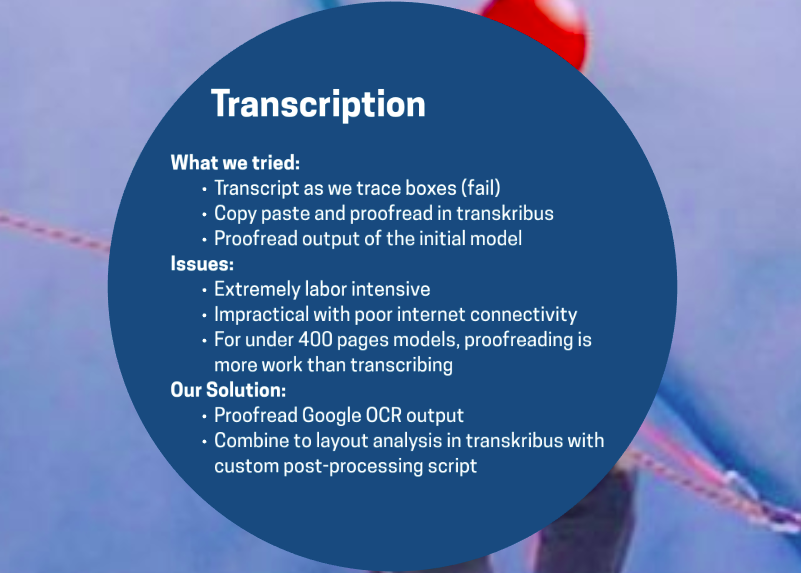 Transcription
What we tried:
• Transcript as we trace boxes (fail)
• Copy paste and proofread in transkribus
• Proofread output of the initial model
Issues:
• Extremely labor intensive
• Impractical with poor internet connectivity
• For under 400 pages models, proofreading is
more work than transcribing
Our Solution:
• Proofread Google OCR output
• Combine to layout analysis in transkribus with
custom post-processing script